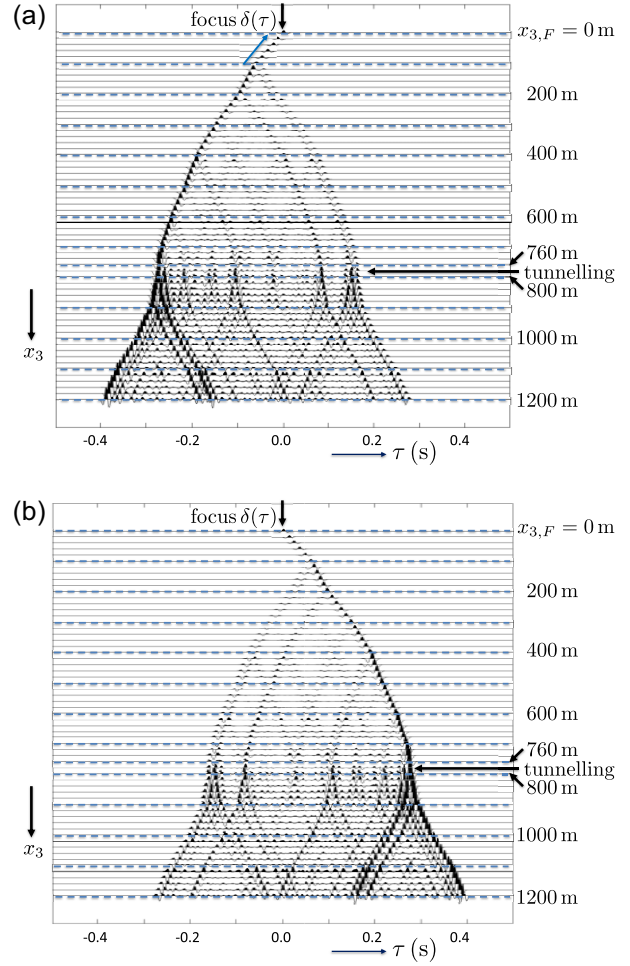 (a)
focus δ(τ)
x₃,F = 0 m
200 m
400 m
600 m
760 m
tunnelling
800 m
x₃
1000 m
1200 m
-0.4 -0.2 0.0 0.2 0.4
τ (s)
(b)
focus δ(τ)
x₃,F = 0 m
200 m
400 m
600 m
760 m
tunnelling
800 m
x₃
1000 m
1200 m
-0.4 -0.2 0.0 0.2 0.4
τ (s)